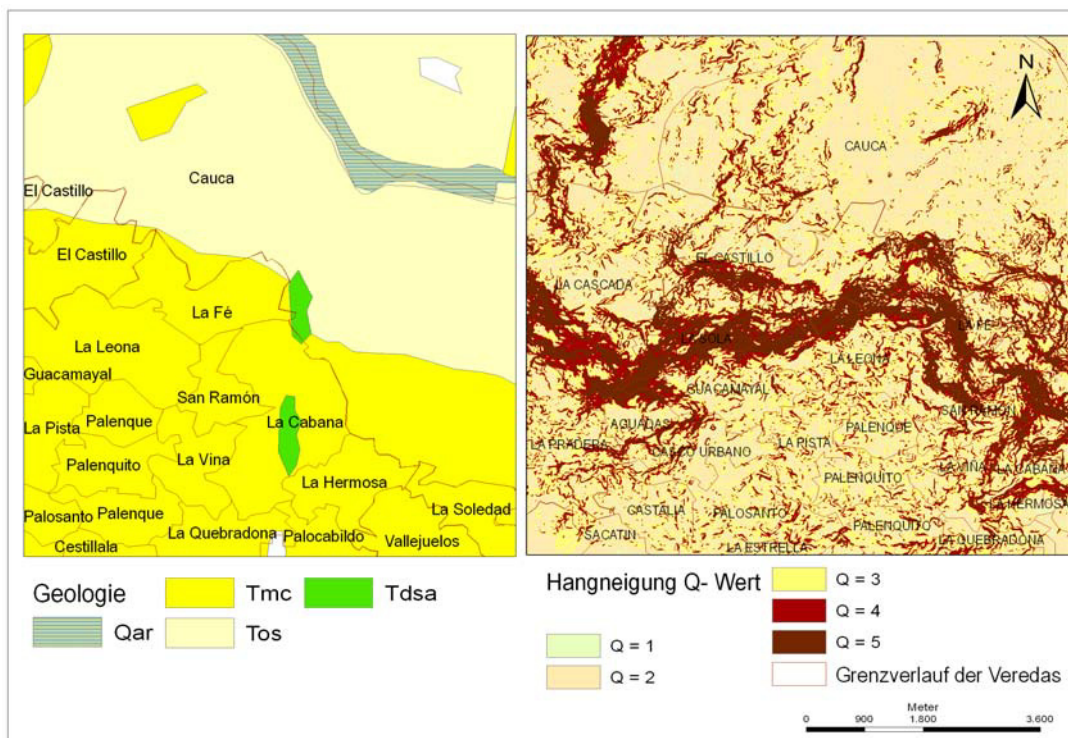 Cauca
El Castillo
El Castillo
La Fé
La Leona
Guacamayal
San Ramón
La Pista
Palenque
La Cabana
Palenquito
La Vina
La Hermosa
Palosanto
Palenque
La Soledad
Cestillala
La Quebradona
Palocabildo
Vallejuelos
Geologie
Tmc
Tdsa
Qar
Tos
N
CAUCA
EL CASTILLO
LA CASCADA
LA FE
LA SOLA
LA LEONA
GUACAMAYAL
SAN RAMON
AGUADAS
PALENQUE
LA PRADERA
LA PISTA
CASCO URBANO
LA VIÑA
LA CABAÑA
PALENQUITO
LA HERMOSA
CASTALIA
PALOSANTO
PALENQUITO
SACATIN
LA QUEBRADONA
LA ESTRELLA
Hangneigung Q- Wert
Q = 1
Q = 2
Q = 3
Q = 4
Q = 5
Grenzverlauf der Veredas
Meter
0 900 1.800 3.600